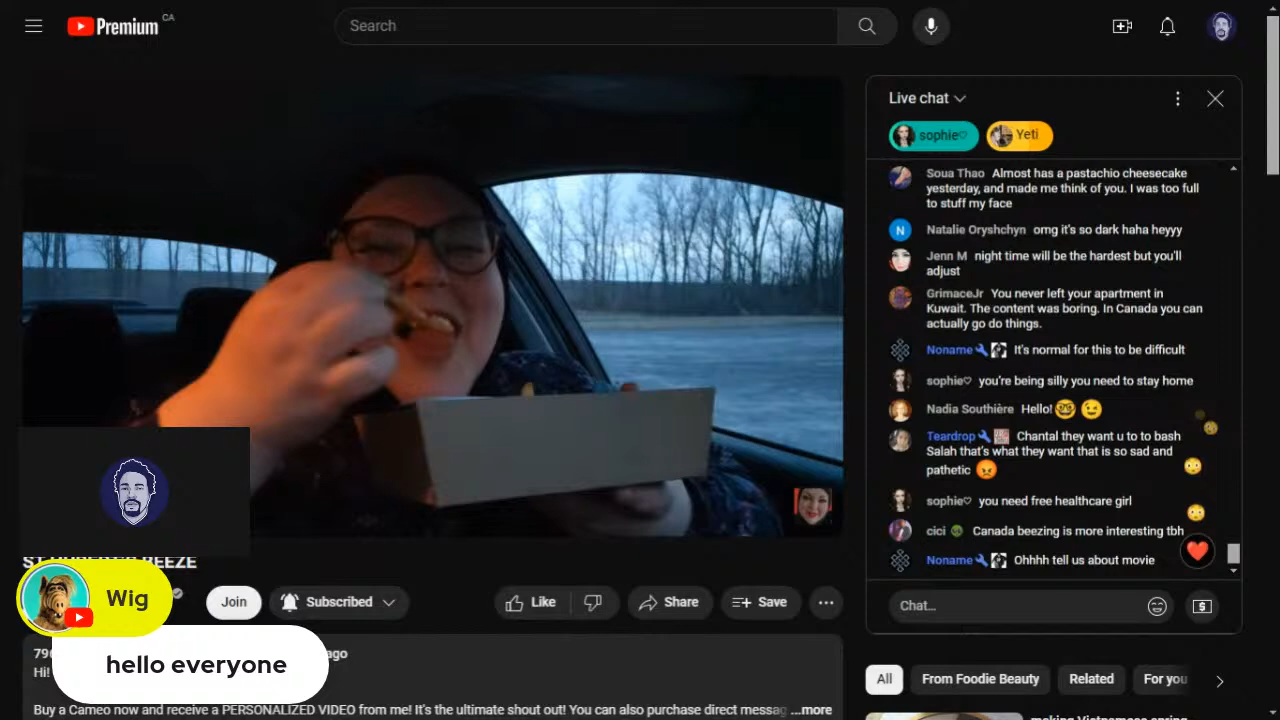 Premium CA
Search
Live chat
sophie♡ Yeti
Soua Thao Almost has a pastachio cheesecake
yesterday, and made me think of you. I was too full
to stuff my face
N Natalie Oryshchyn omg it's so dark haha heyyy
Jenn M night time will be the hardest but you'll
adjust
GrimaceJr You never left your apartment in
Kuwait. The content was boring. In Canada you can
actually go do things.
Noname It's normal for this to be difficult
sophie♡ you're being silly you need to stay home
Nadia Southière Hello! 🤓 😉
Teardrop Chantal they want u to to bash
Salah that's what they want that is so sad and
pathetic 😡
sophie♡ you need free healthcare girl
cici Canada beezing is more interesting tbh
Noname Ohhhh tell us about movie
Chat...
Wig
hello everyone
Join
Subscribed
Like
Share
Save
ago
Hi!
Buy a Cameo now and receive a PERSONALIZED VIDEO from me! It's the ultimate shout out! You can also purchase direct messag ...more
All From Foodie Beauty Related For you
making Vietnamese spring